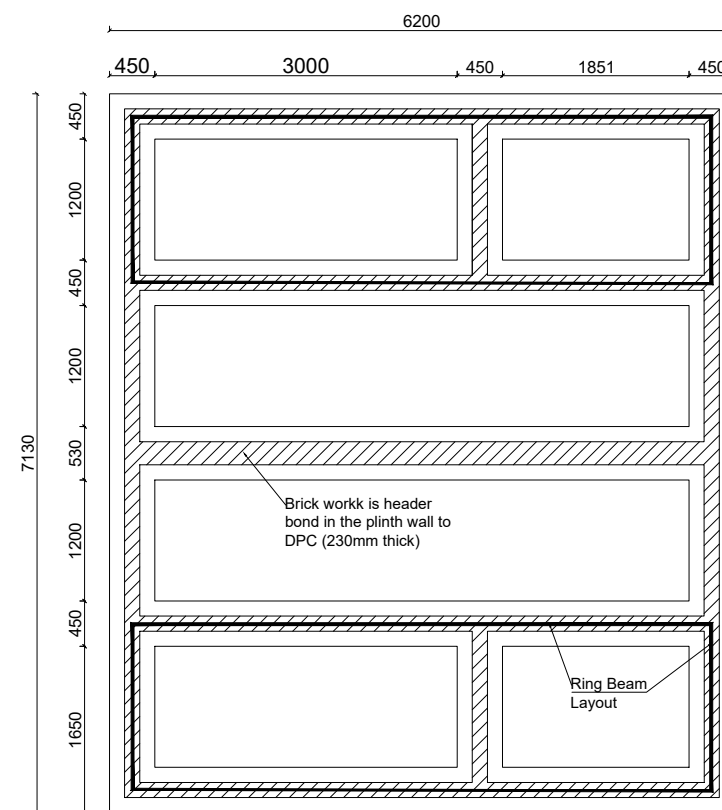 6200
450 3000 450 1851 450
7130
450
1200
450
1200
530
1200
450
1650
Brick workk is header
bond in the plinth wall to
DPC (230mm thick)
Ring Beam
Layout